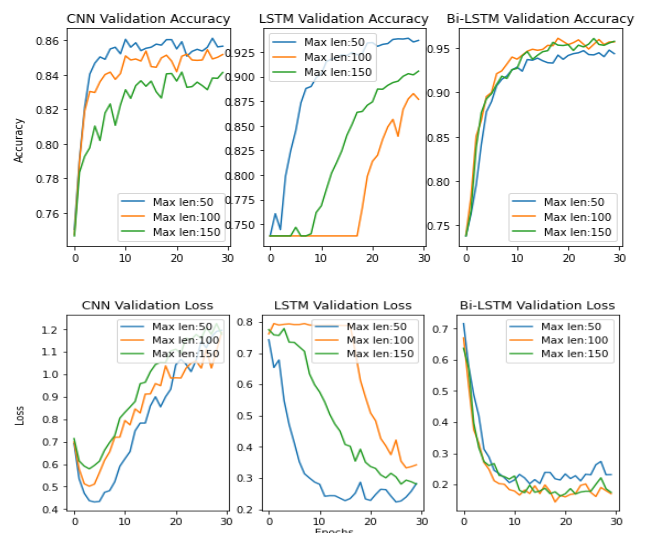 CNN Validation Accuracy
LSTM Validation Accuracy
Bi-LSTM Validation Accuracy
Accuracy
0.86
0.84
0.82
0.80
0.78
0.76
0 10 20 30
Max len:50
Max len:100
Max len:150
0.925
0.900
0.875
0.850
0.825
0.800
0.775
0.750
0 10 20 30
Max len:50
Max len:100
Max len:150
0.95
0.90
0.85
0.80
0.75
0 10 20 30
Max len:50
Max len:100
Max len:150
CNN Validation Loss
LSTM Validation Loss
Bi-LSTM Validation Loss
Loss
1.2
1.1
1.0
0.9
0.8
0.7
0.6
0.5
0.4
0 10 20 30
Max len:50
Max len:100
Max len:150
0.8
0.7
0.6
0.5
0.4
0.3
0.2
0 10 20 30
Max len:50
Max len:100
Max len:150
0.7
0.6
0.5
0.4
0.3
0.2
0 10 20 30
Max len:50
Max len:100
Max len:150
Epochs